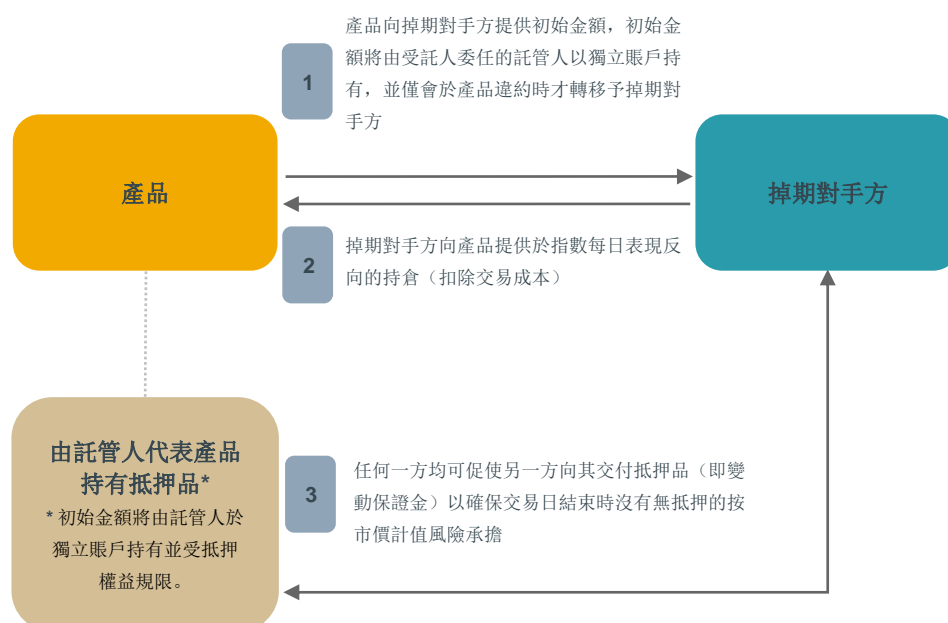 產品向掉期對手方提供初始金額，初始金
額將由受託人委任的託管人以獨立賬戶持
有，並僅會於產品違約時才轉移予掉期對
手方
1
產品
掉期對手方
2
掉期對手方向產品提供於指數每日表現反
向的持倉（扣除交易成本）
由託管人代表產品
持有抵押品*
* 初始金額將由託管人於
獨立賬戶持有並受抵押
權益規限。
3
任何一方均可促使另一方向其交付抵押品（即變
動保證金）以確保交易日結束時沒有無抵押的按
市價計值風險承擔